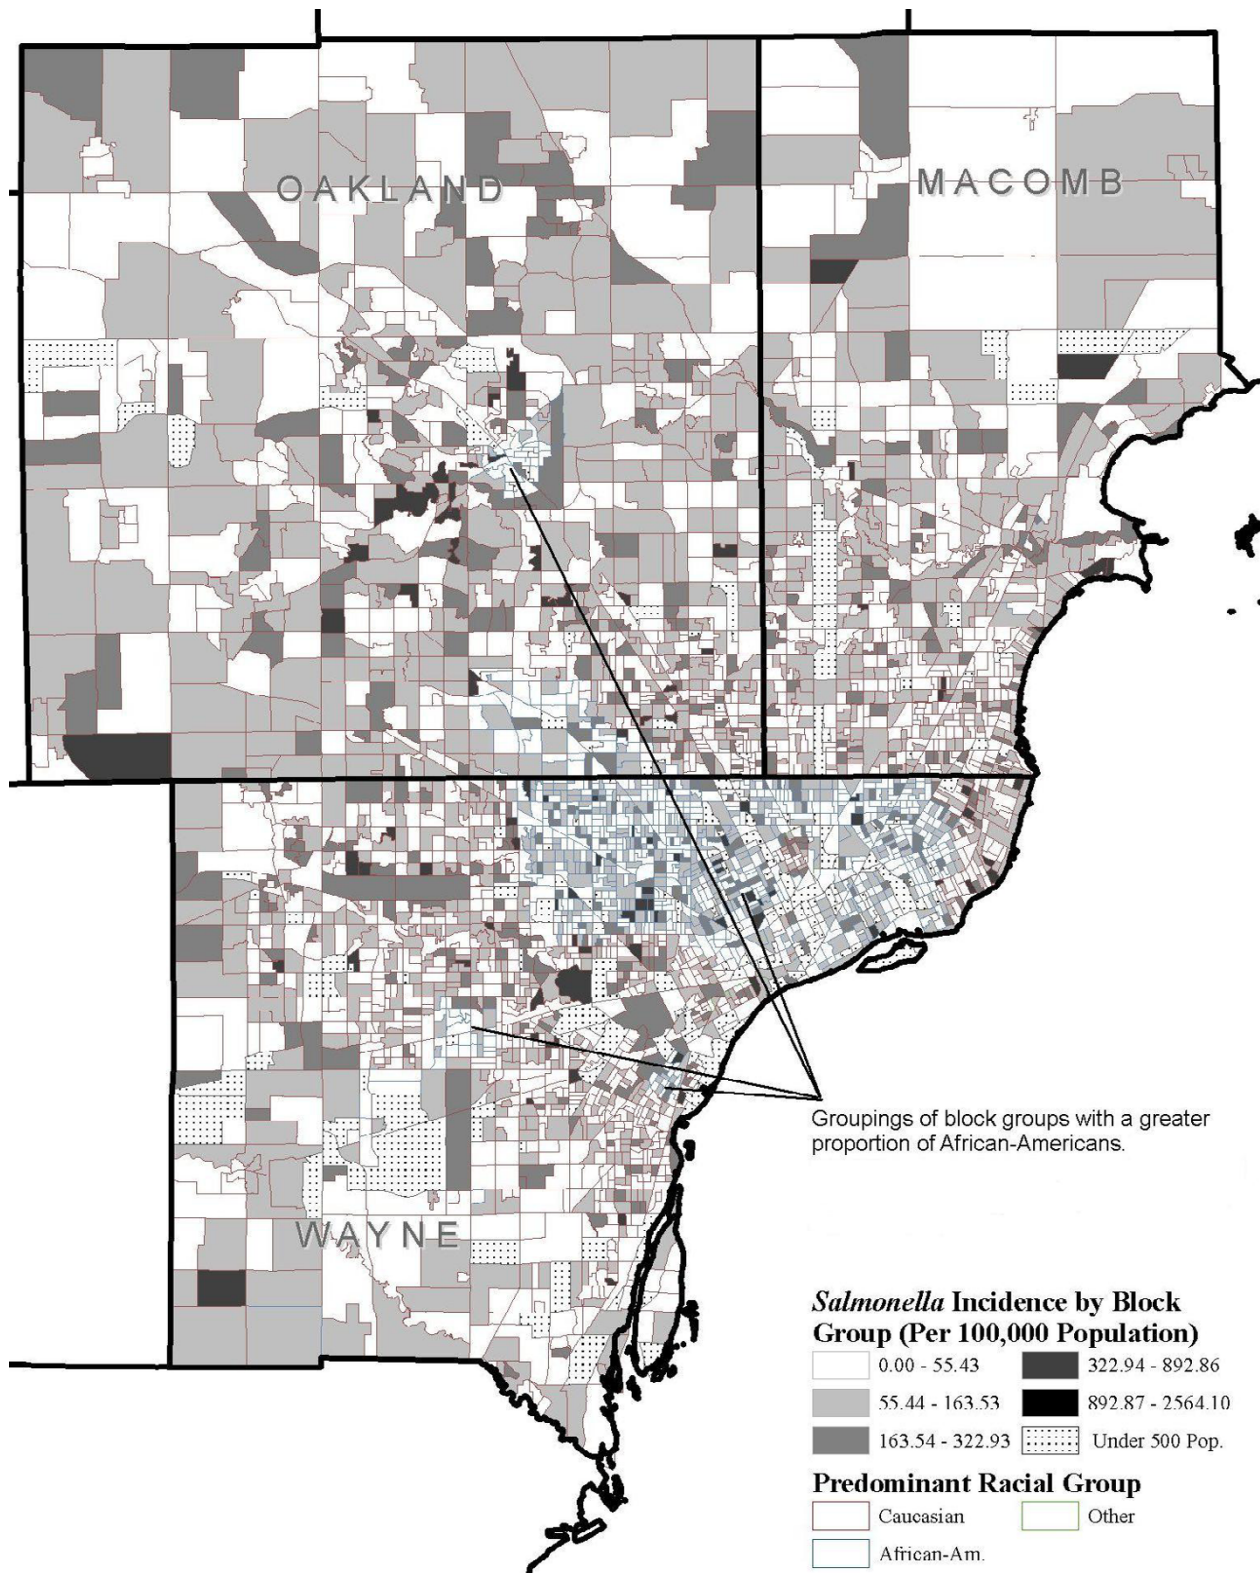 OAKLAND
MACOMB
Groupings of block groups with a greater
proportion of African-Americans.
WAYNE
Salmonella Incidence by Block
Group (Per 100,000 Population)
0.00 - 55.43
322.94 - 892.86
55.44 - 163.53
892.87 - 2564.10
163.54 - 322.93
Under 500 Pop.
Predominant Racial Group
Caucasian
Other
African-Am.